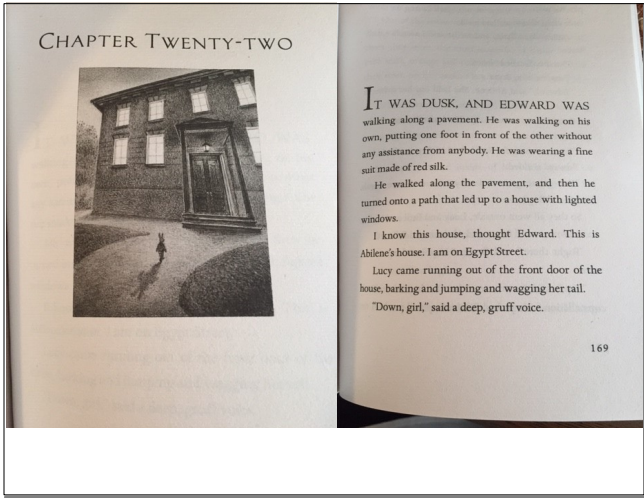 CHAPTER TWENTY-TWO
IT WAS DUSK, AND EDWARD WAS
walking along a pavement. He was walking on his
own, putting one foot in front of the other without
any assistance from anybody. He was wearing a fine
suit made of red silk.
He walked along the pavement, and then he
turned onto a path that led up to a house with lighted
windows.
I know this house, thought Edward. This is
Abilene's house. I am on Egypt Street.
Lucy came running out of the front door of the
house, barking and jumping and wagging her tail.
"Down, girl," said a deep, gruff voice.
169